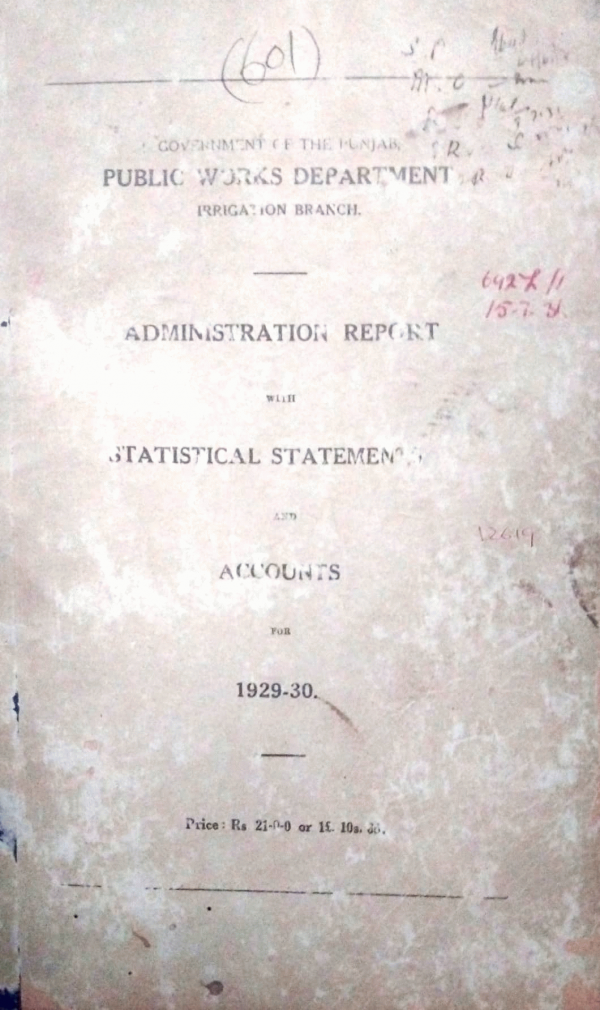 (601)
GOVERNMENT OF THE PUNJAB.
PUBLIC WORKS DEPARTMENT
IRRIGATION BRANCH.
ADMINISTRATION REPORT
WITH
STATISTICAL STATEMENTS
AND
ACCOUNTS
FOR
1929-30.
12619
Price: Rs 21-0-0 or 1£. 10s.